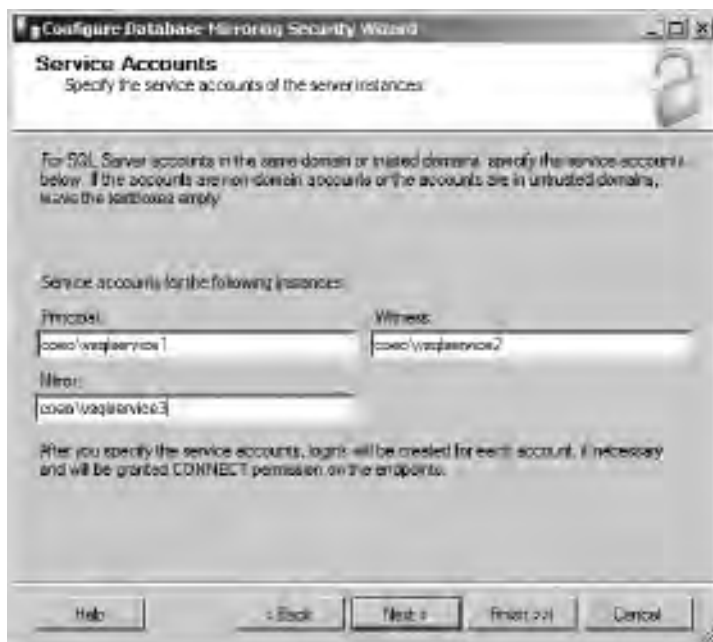 Configure Database Mirroring Security Wizard
Service Accounts
Specify the service accounts of the server instances
For SQL Server accounts in the same domain or trusted domains, specify the service accounts
below. If the accounts are non-domain accounts or the accounts are in untrusted domains,
leave the textboxes empty.
Service accounts for the following instances:
Principal:
Witness:
Mirror:
After you specify the service accounts, logins will be created for each account, if necessary
and will be granted CONNECT permission on the endpoints.
Help
< Back
Next >
Finish >>|
Cancel